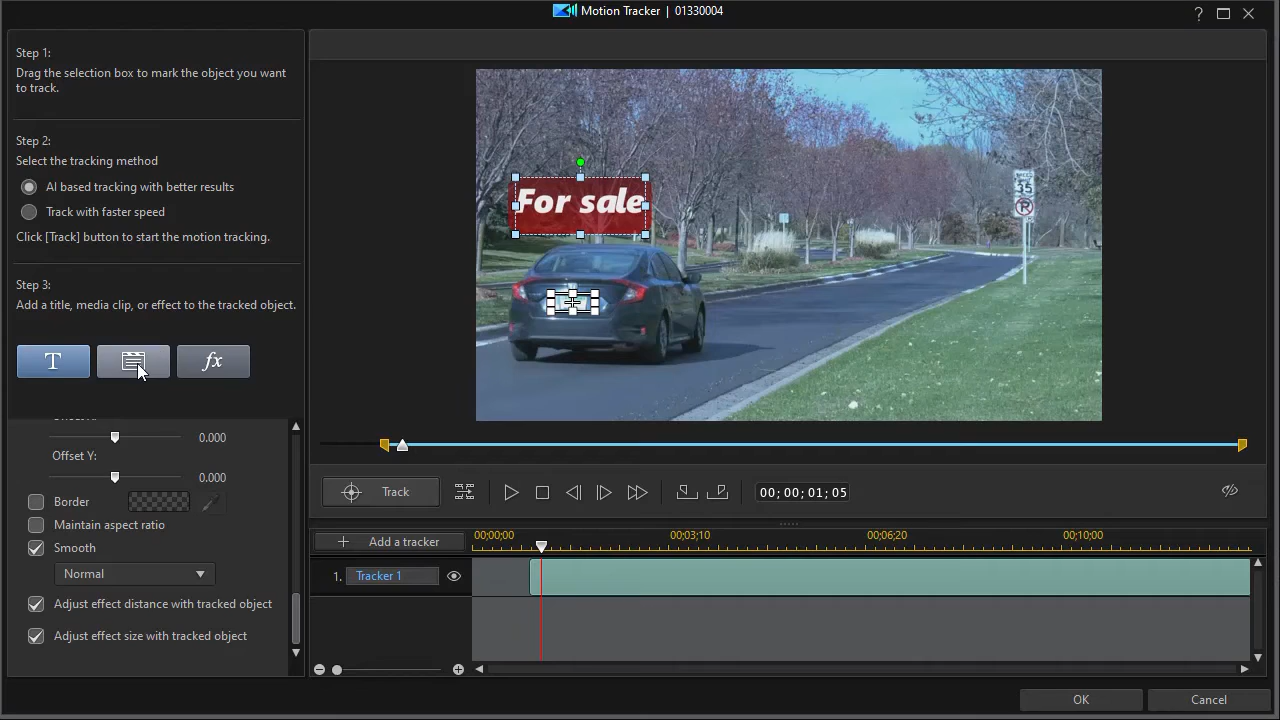 Motion Tracker | 01330004
?
Step 1:
Drag the selection box to mark the object you want
to track.
Step 2:
Select the tracking method
AI based tracking with better results
Track with faster speed
Click [Track] button to start the motion tracking.
Step 3:
Add a title, media clip, or effect to the tracked object.
T
fx
0.000
Offset Y:
0.000
Border
Maintain aspect ratio
Smooth
Normal
Adjust effect distance with tracked object
Adjust effect size with tracked object
For sale
SPEED
LIMIT
35
P
Track
00; 00; 01; 05
Add a tracker
00;00;00
00;03;10
00;06;20
00;10;00
1. Tracker 1
OK
Cancel